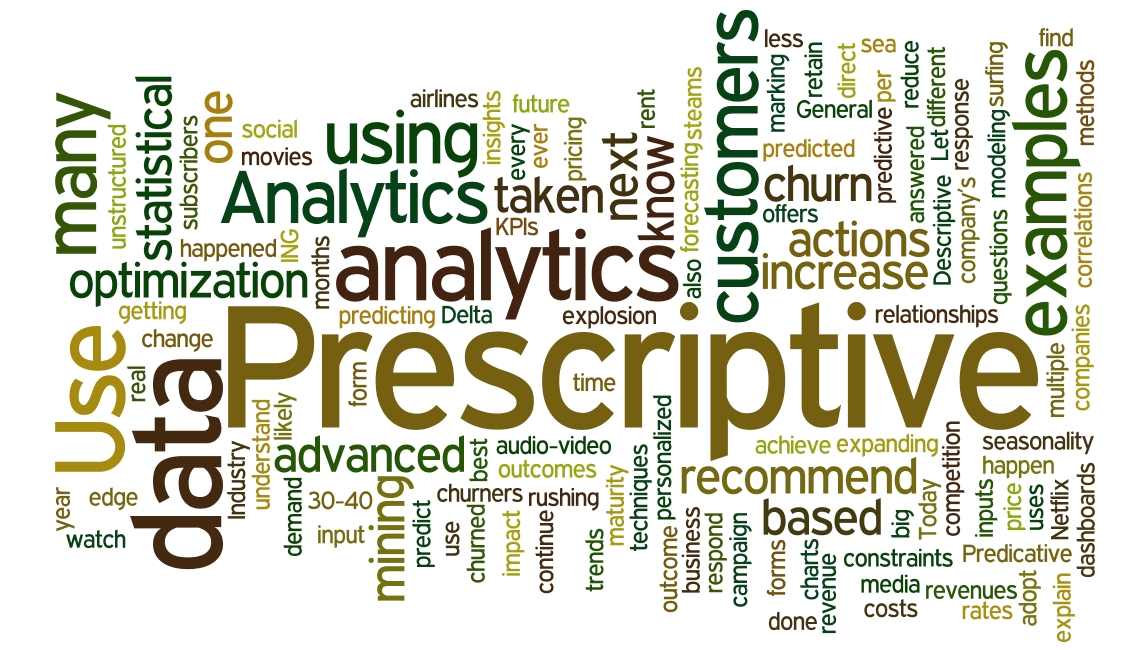 many
unstructured
statistical
subscribers
one
social
movies
airlines
using
insights
future
every
ever
pricing
next
rent
know
Analytics
taken
KPIs
happened
ING
months
optimization
analytics
getting
change
predicting
Delta
explosion
forecasting
steams
also
customers
less
marking
retain
direct
sea
per
reduce
General
Let
different
response
surfing
find
methods
predicted
churn
predictive
answered
modeling
examples
offers
actions
increase
Descriptive
company's
questions
correlations
relationships
Use
real
data
Prescriptive
form
time
multiple
companies
likely
understand
Industry
advanced
best
audio-video
outcomes
personalized
achieve
expanding
competition
seasonality
happen
recommend
year
edge
watch
demand
30-40
input
mining
predict
use
churners
churned
rushing
impact
continue
trends
maturity
techniques
outcome
business
respond
campaign
based
big
Today
inputs
price
uses
Netflix
dashboards
forms
charts
revenue
done
constraints
Predicative
media
revenues
costs
rates
adopt
explain